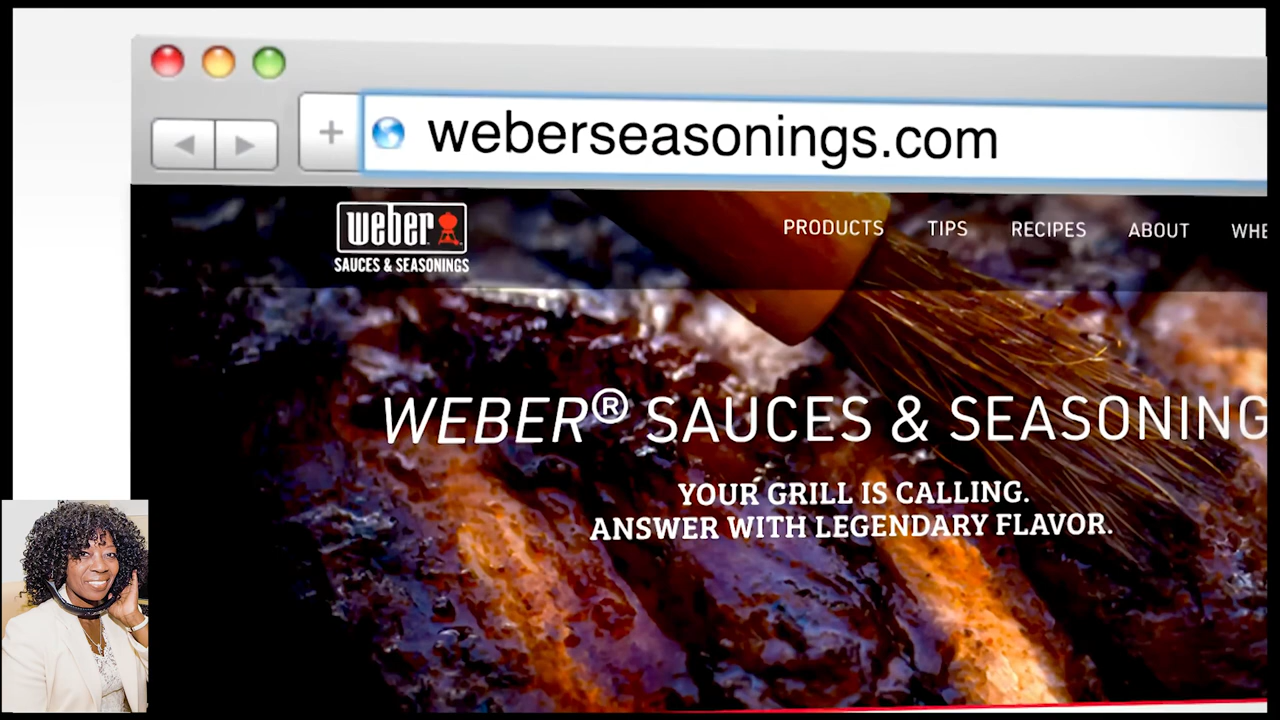 weberseasonings.com
weber
SAUCES & SEASONINGS
PRODUCTS TIPS RECIPES ABOUT WHE
WEBER® SAUCES & SEASONING
YOUR GRILL IS CALLING.
ANSWER WITH LEGENDARY FLAVOR.